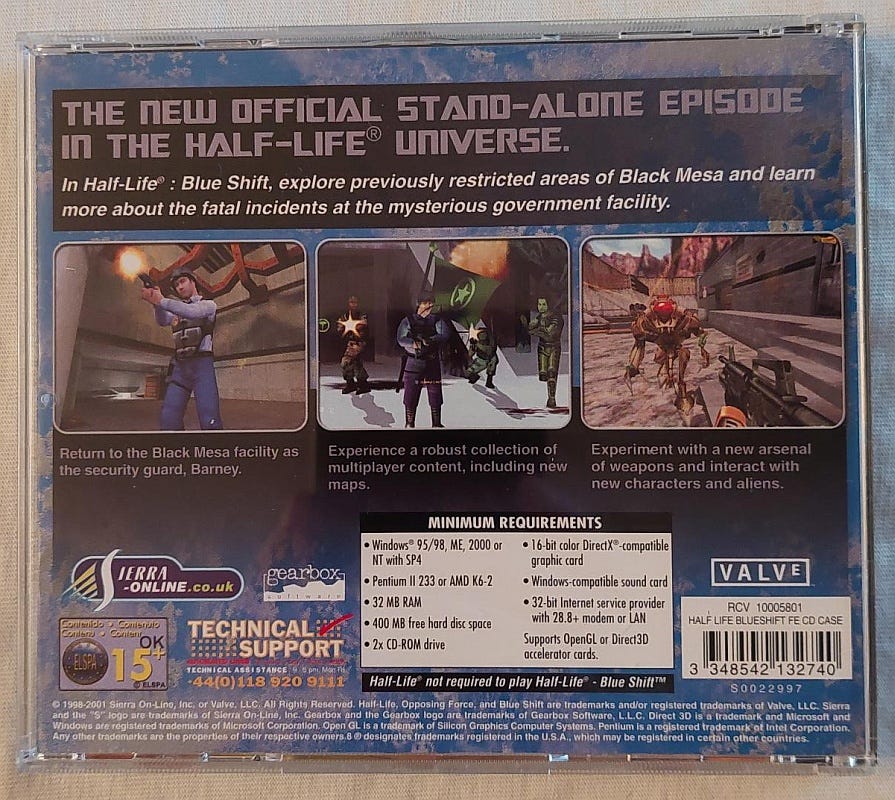 THE NEW OFFICIAL STAND-ALONE EPISODE
IN THE HALF-LIFE® UNIVERSE.
In Half-Life® : Blue Shift, explore previously restricted areas of Black Mesa and learn
more about the fatal incidents at the mysterious government facility.
Return to the Black Mesa facility as
the security guard, Barney.
Experience a robust collection of
multiplayer content, including new
maps.
Experiment with a new arsenal
of weapons and interact with
new characters and aliens.
MINIMUM REQUIREMENTS
• Windows® 95/98, ME, 2000 or
NT with SP4
• Pentium II 233 or AMD K6-2
• 32 MB RAM
• 400 MB free hard disc space
• 2x CD-ROM drive
• 16-bit color DirectX®-compatible
graphic card
• Windows-compatible sound card
• 32-bit Internet service provider
with 28.8+ modem or LAN
Supports OpenGL or Direct3D
accelerator cards.
Half-Life® not required to play Half-Life® - Blue Shift™
SIERRA
-ONLINE.co.uk
gearbox
software
VALVE
Contenido Contenuto
Contenu Content
OK
ELSPA
15+
© ELSPA
TECHNICAL
SUPPORT
TECHNICAL ASSISTANCE
+44(0)118 920 9111
RCV 10005801
HALF LIFE BLUESHIFT FE CD CASE
3 348542 132740
S0022997
© 1998-2001 Sierra On-Line, Inc. or Valve, LLC. All Rights Reserved. Half-Life, Opposing Force, and Blue Shift are trademarks and/or registered trademarks of Valve, LLC. Sierra
and the "S" logo are trademarks of Sierra On-Line, Inc. Gearbox and the Gearbox logo are trademarks of Gearbox Software, L.L.C. Direct 3D is a trademark and Microsoft and
Windows are registered trademarks of Microsoft Corporation. Open GL is a trademark of Silicon Graphics Computer Systems. Pentium is a registered trademark of Intel Corporation.
Any other trademarks are the properties of their respective owners.8 ® designates trademark registered in the U.S.A., which may be registered in certain other countries.